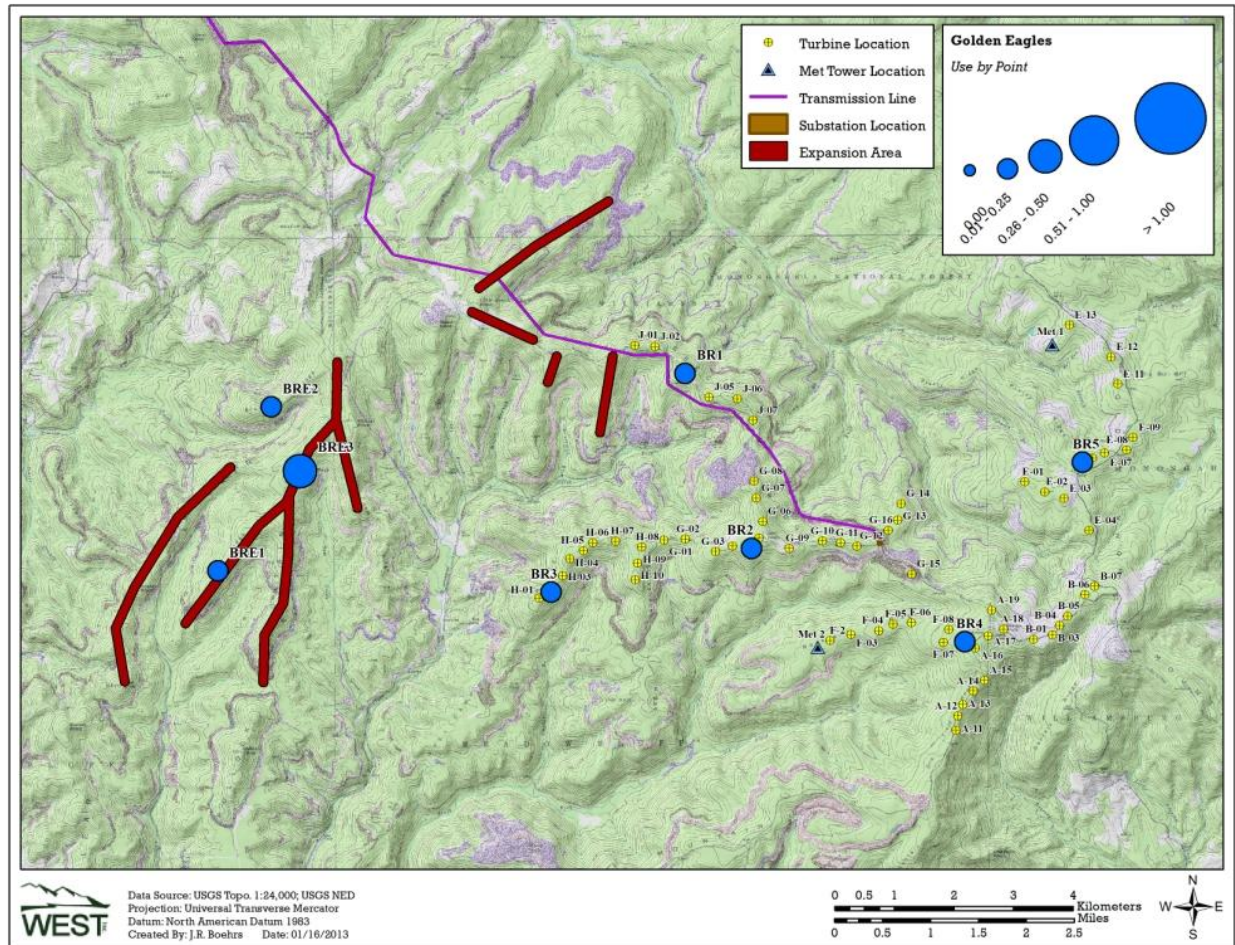 Turbine Location
Met Tower Location
Transmission Line
Substation Location
Expansion Area
Golden Eagles
Use by Point
0.00
0.01 - 0.25
0.26 - 0.50
0.51 - 1.00
> 1.00
E-13
Met 1
E-12
E-11
J-01
J-02
BR1
J-05
J-06
J-07
BRE2
BRE3
BRE1
E-09
E-08
E-07
BR5
E-01
E-02
E-03
E-04
G-08
G-07
G-06
G-14
G-13
G-16
G-10
G-11
G-12
G-09
G-15
BR2
G-03
G-02
G-01
H-07
H-06
H-05
H-08
H-04
H-09
H-03
H-10
BR3
H-01
B-07
B-06
B-05
B-04
B-03
B-01
A-19
A-18
A-17
A-16
A-15
A-14
A-13
A-12
A-11
BR4
F-08
F-07
F-06
F-05
F-04
F-03
F-2
Met 2
WEST
Data Source: USGS Topo. 1:24,000; USGS NED
Projection: Universal Transverse Mercator
Datum: North American Datum 1983
Created By: J.R. Boehrs Date: 01/16/2013
0 0.5 1 2 3 4
Kilometers
Miles
0 0.5 1 1.5 2 2.5
N
W E
S